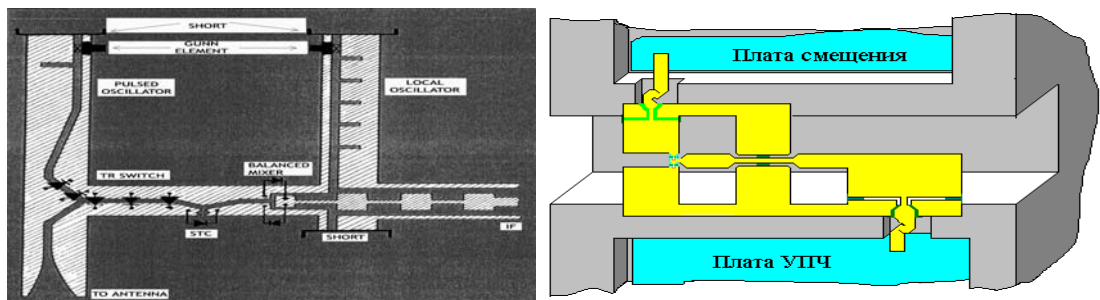 SHORT
GUNN
ELEMENT
PULSED
OSCILLATOR
LOCAL
OSCILLATOR
BALANCED
MIXER
TR SWITCH
STC
SHORT
IF
TO ANTENNA
Плата смещения
Плата УПЧ